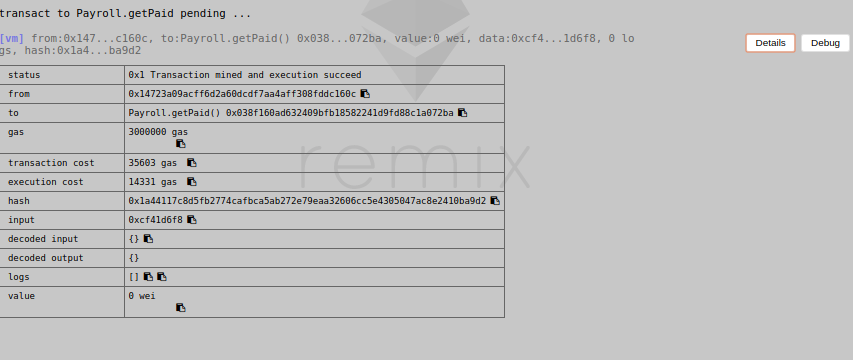 transact to Payroll.getPaid pending ...
[vm] from:0x147...c160c, to:Payroll.getPaid() 0x038...072ba, value:0 wei, data:0xcf4...1d6f8, 0 lo
gs, hash:0x1a4...ba9d2
Details Debug
status 0x1 Transaction mined and execution succeed
from 0x14723a09acff6d2a60dcdf7aa4aff308fddc160c
to Payroll.getPaid() 0x038f160ad632409bfb18582241d9fd88c1a072ba
gas 3000000 gas
transaction cost 35603 gas
execution cost 14331 gas
hash 0x1a44117c8d5fb2774cafbca5ab272e79eaa32606cc5e4305047ac8e2410ba9d2
input 0xcf41d6f8
decoded input {}
decoded output {}
logs []
value 0 wei
remix